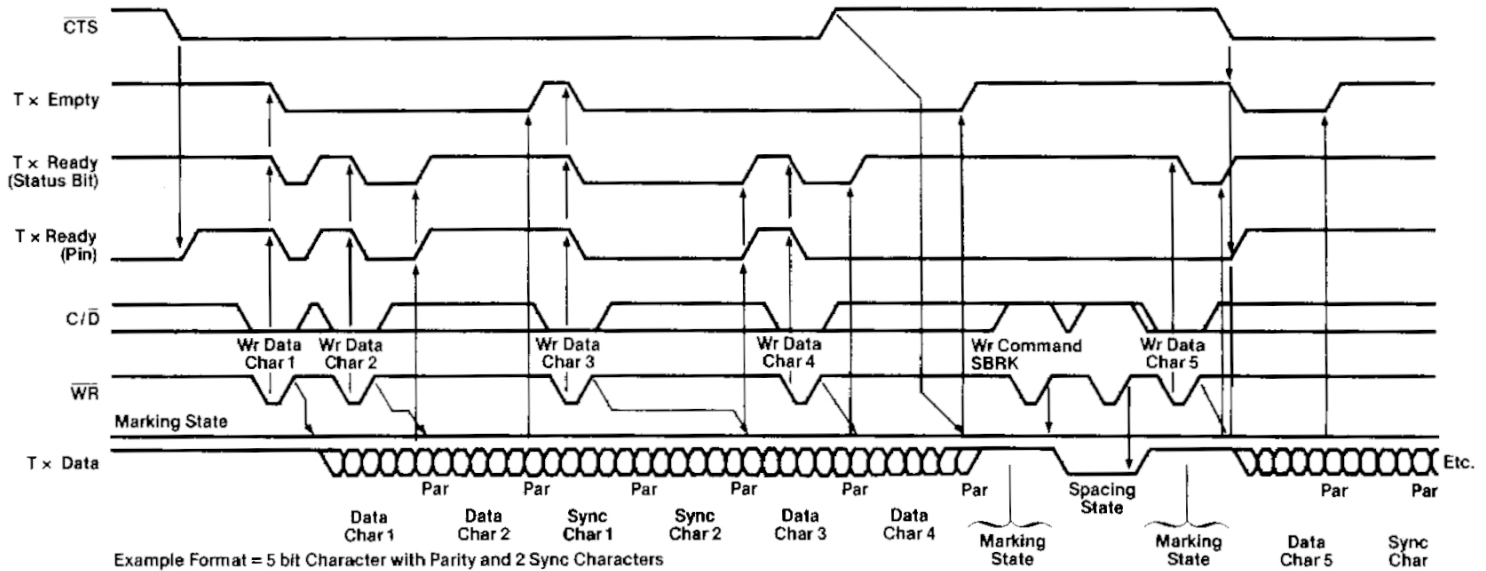 CTS
T × Empty
T × Ready
(Status Bit)
T × Ready
(Pin)
C/D
Wr Data
Char 1
Wr Data
Char 2
Wr Data
Char 3
Wr Data
Char 4
Wr Command
SBRK
Wr Data
Char 5
WR
Marking State
T × Data
Etc.
Par
Par
Par
Par
Par
Par
Par
Par
Data
Char 1
Data
Char 2
Sync
Char 1
Sync
Char 2
Data
Char 3
Data
Char 4
Marking
State
Spacing
State
Marking
State
Data
Char 5
Sync
Char
Example Format = 5 bit Character with Parity and 2 Sync Characters